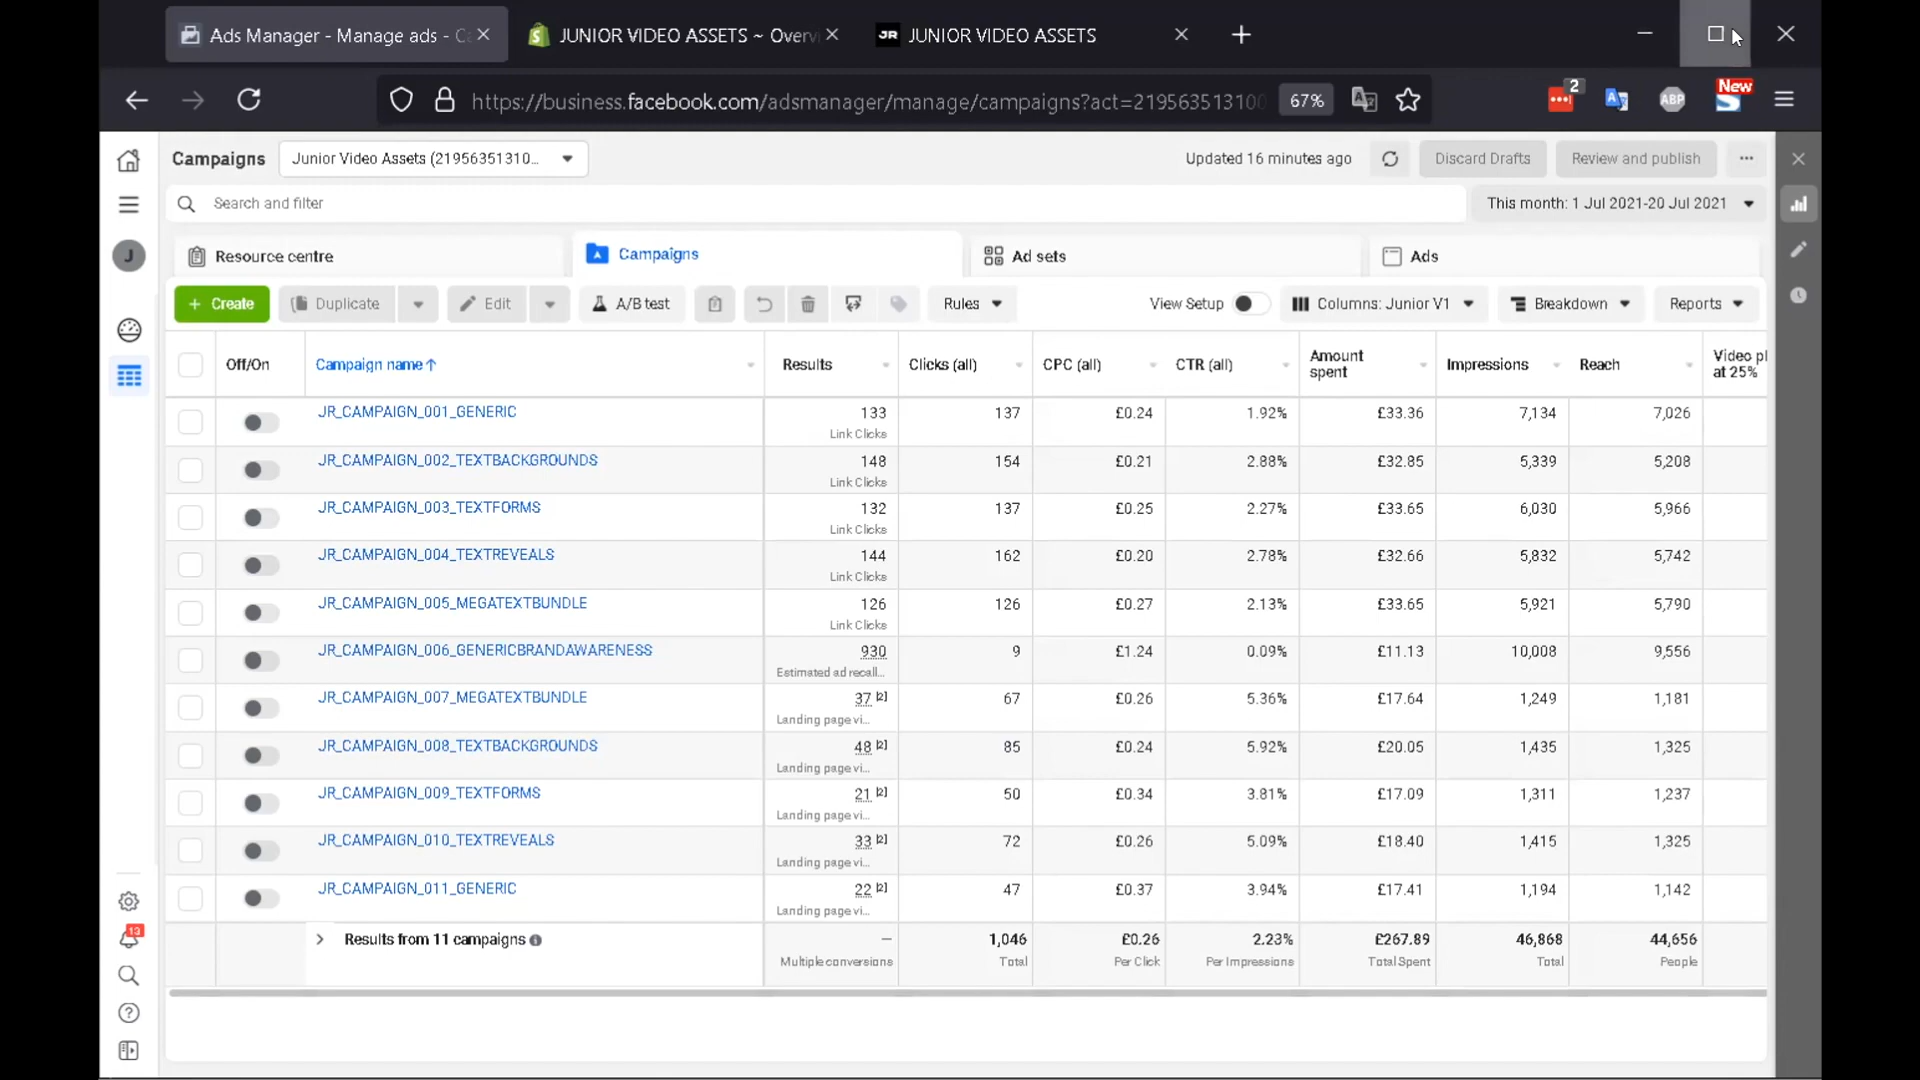 Ads Manager - Manage ads - C
JUNIOR VIDEO ASSETS ~ Overv
JR JUNIOR VIDEO ASSETS
https://business.facebook.com/adsmanager/manage/campaigns?act=219563513100
67%
2
ABP
New
Campaigns
Junior Video Assets (21956351310...
Updated 16 minutes ago
Discard Drafts
Review and publish
Search and filter
This month: 1 Jul 2021-20 Jul 2021
J
Resource centre
Campaigns
Ad sets
Ads
+ Create
Duplicate
Edit
A/B test
Rules
View Setup
Columns: Junior V1
Breakdown
Reports
Off/On
Campaign name↑
Results
Clicks (all)
CPC (all)
CTR (all)
Amount spent
Impressions
Reach
Video pl
at 25%
JR_CAMPAIGN_001_GENERIC 133 137 £0.24 1.92% £33.36 7,134 7,026
Link Clicks
JR_CAMPAIGN_002_TEXTBACKGROUNDS 148 154 £0.21 2.88% £32.85 5,339 5,208
Link Clicks
JR_CAMPAIGN_003_TEXTFORMS 132 137 £0.25 2.27% £33.65 6,030 5,966
Link Clicks
JR_CAMPAIGN_004_TEXTREVEALS 144 162 £0.20 2.78% £32.66 5,832 5,742
Link Clicks
JR_CAMPAIGN_005_MEGATEXTBUNDLE 126 126 £0.27 2.13% £33.65 5,921 5,790
Link Clicks
JR_CAMPAIGN_006_GENERICBRANDAWARENESS 930 9 £1.24 0.09% £11.13 10,008 9,556
Estimated ad recall...
JR_CAMPAIGN_007_MEGATEXTBUNDLE 37 [2] 67 £0.26 5.36% £17.64 1,249 1,181
Landing page vi...
JR_CAMPAIGN_008_TEXTBACKGROUNDS 48 [2] 85 £0.24 5.92% £20.05 1,435 1,325
Landing page vi...
JR_CAMPAIGN_009_TEXTFORMS 21 [2] 50 £0.34 3.81% £17.09 1,311 1,237
Landing page vi...
JR_CAMPAIGN_010_TEXTREVEALS 33 [2] 72 £0.26 5.09% £18.40 1,415 1,325
Landing page vi...
JR_CAMPAIGN_011_GENERIC 22 [2] 47 £0.37 3.94% £17.41 1,194 1,142
Landing page vi...
Results from 11 campaigns — 1,046 £0.26 2.23% £267.89 46,868 44,656
Multiple conversions Total Per Click Per Impressions Total Spent Total People
13